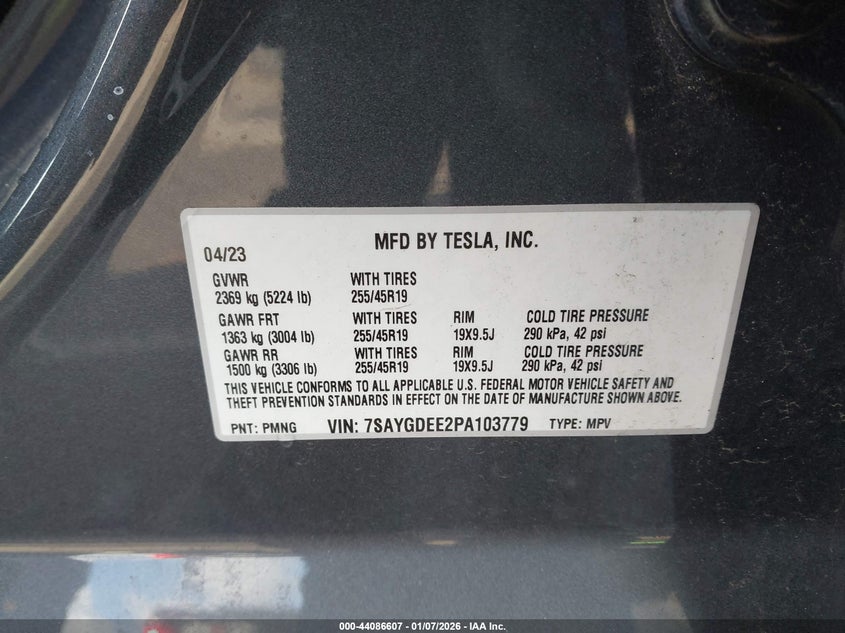 MFD BY TESLA, INC.
04/23
GVWR WITH TIRES
2369 kg (5224 lb) 255/45R19
GAWR FRT WITH TIRES RIM COLD TIRE PRESSURE
1363 kg (3004 lb) 255/45R19 19X9.5J 290 kPa, 42 psi
GAWR RR WITH TIRES RIM COLD TIRE PRESSURE
1500 kg (3306 lb) 255/45R19 19X9.5J 290 kPa, 42 psi
THIS VEHICLE CONFORMS TO ALL APPLICABLE U.S. FEDERAL MOTOR VEHICLE SAFETY AND
THEFT PREVENTION STANDARDS IN EFFECT ON THE DATE OF MANUFACTURE SHOWN ABOVE.
PNT: PMNG VIN: 7SAYGDEE2PA103779 TYPE: MPV
000-44086607 - 01/07/2026 - IAA Inc.